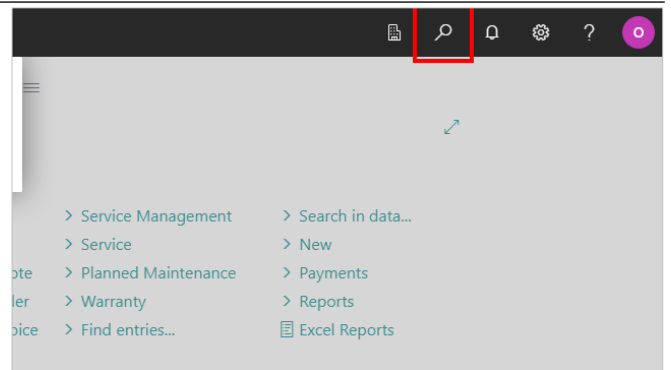 ?
O
> Service Management
> Search in data...
> Service
> New
ote
> Planned Maintenance
> Payments
ler
> Warranty
> Reports
oice
> Find entries...
Excel Reports